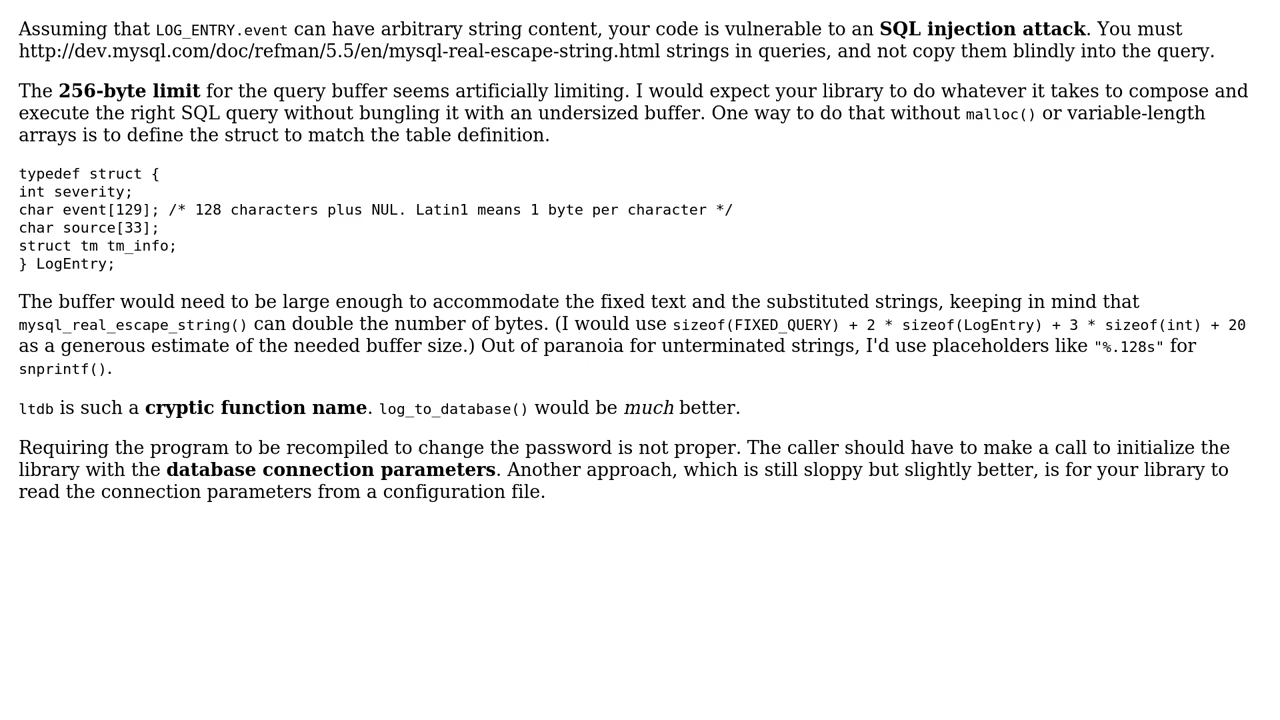 Assuming that LOG_ENTRY.event can have arbitrary string content, your code is vulnerable to an SQL injection attack. You must
http://dev.mysql.com/doc/refman/5.5/en/mysql-real-escape-string.html strings in queries, and not copy them blindly into the query.
The 256-byte limit for the query buffer seems artificially limiting. I would expect your library to do whatever it takes to compose and
execute the right SQL query without bungling it with an undersized buffer. One way to do that without malloc() or variable-length
arrays is to define the struct to match the table definition.
typedef struct {
int severity;
char event[129]; /* 128 characters plus NUL. Latin1 means 1 byte per character */
char source[33];
struct tm tm_info;
} LogEntry;
The buffer would need to be large enough to accommodate the fixed text and the substituted strings, keeping in mind that
mysql_real_escape_string() can double the number of bytes. (I would use sizeof(FIXED_QUERY) + 2 * sizeof(LogEntry) + 3 * sizeof(int) + 20
as a generous estimate of the needed buffer size.) Out of paranoia for unterminated strings, I'd use placeholders like "%.128s" for
snprintf().
ltdb is such a cryptic function name. log_to_database() would be much better.
Requiring the program to be recompiled to change the password is not proper. The caller should have to make a call to initialize the
library with the database connection parameters. Another approach, which is still sloppy but slightly better, is for your library to
read the connection parameters from a configuration file.